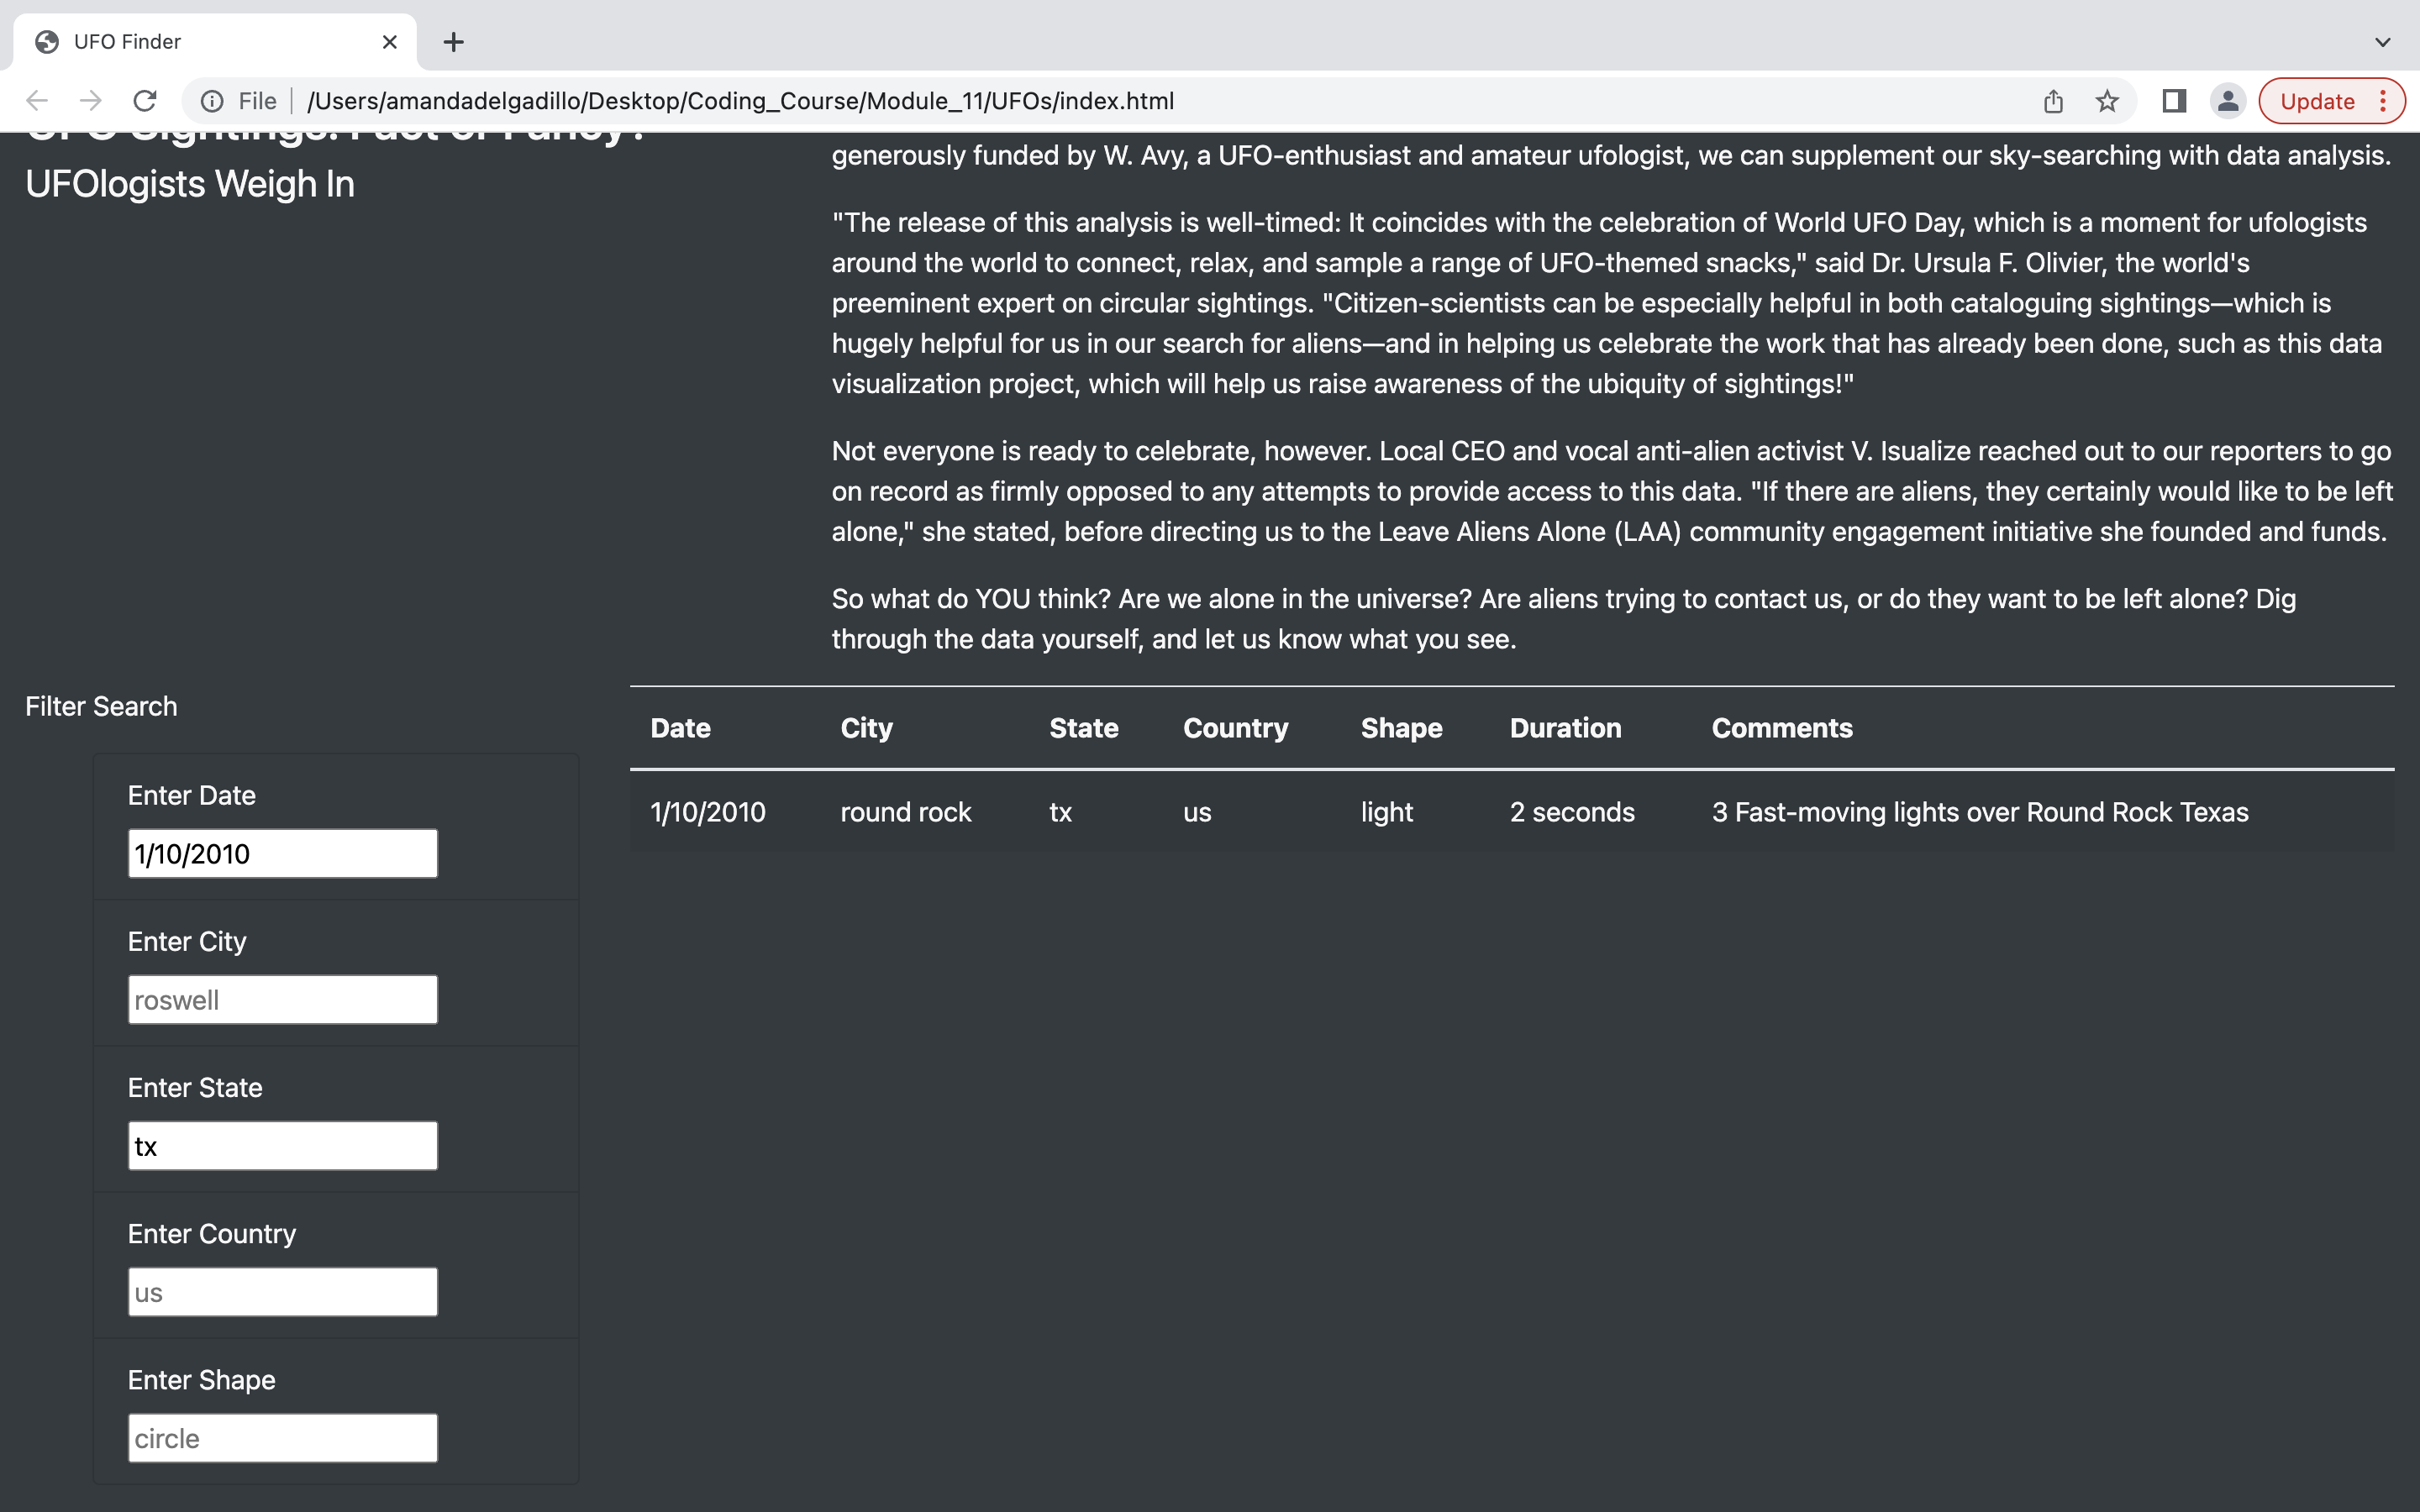 UFO Finder
File
/Users/amandadelgadillo/Desktop/Coding_Course/Module_11/UFOs/index.html
Update
UFO Sightings: Fact or Fancy?
UFOlogists Weigh In
generously funded by W. Avy, a UFO-enthusiast and amateur ufologist, we can supplement our sky-searching with data analysis.
"The release of this analysis is well-timed: It coincides with the celebration of World UFO Day, which is a moment for ufologists
around the world to connect, relax, and sample a range of UFO-themed snacks," said Dr. Ursula F. Olivier, the world's
preeminent expert on circular sightings. "Citizen-scientists can be especially helpful in both cataloguing sightings—which is
hugely helpful for us in our search for aliens—and in helping us celebrate the work that has already been done, such as this data
visualization project, which will help us raise awareness of the ubiquity of sightings!"
Not everyone is ready to celebrate, however. Local CEO and vocal anti-alien activist V. Isualize reached out to our reporters to go
on record as firmly opposed to any attempts to provide access to this data. "If there are aliens, they certainly would like to be left
alone," she stated, before directing us to the Leave Aliens Alone (LAA) community engagement initiative she founded and funds.
So what do YOU think? Are we alone in the universe? Are aliens trying to contact us, or do they want to be left alone? Dig
through the data yourself, and let us know what you see.
Filter Search
Enter Date
1/10/2010
Enter City
roswell
Enter State
tx
Enter Country
us
Enter Shape
circle
Date City State Country Shape Duration Comments
1/10/2010 round rock tx us light 2 seconds 3 Fast-moving lights over Round Rock Texas